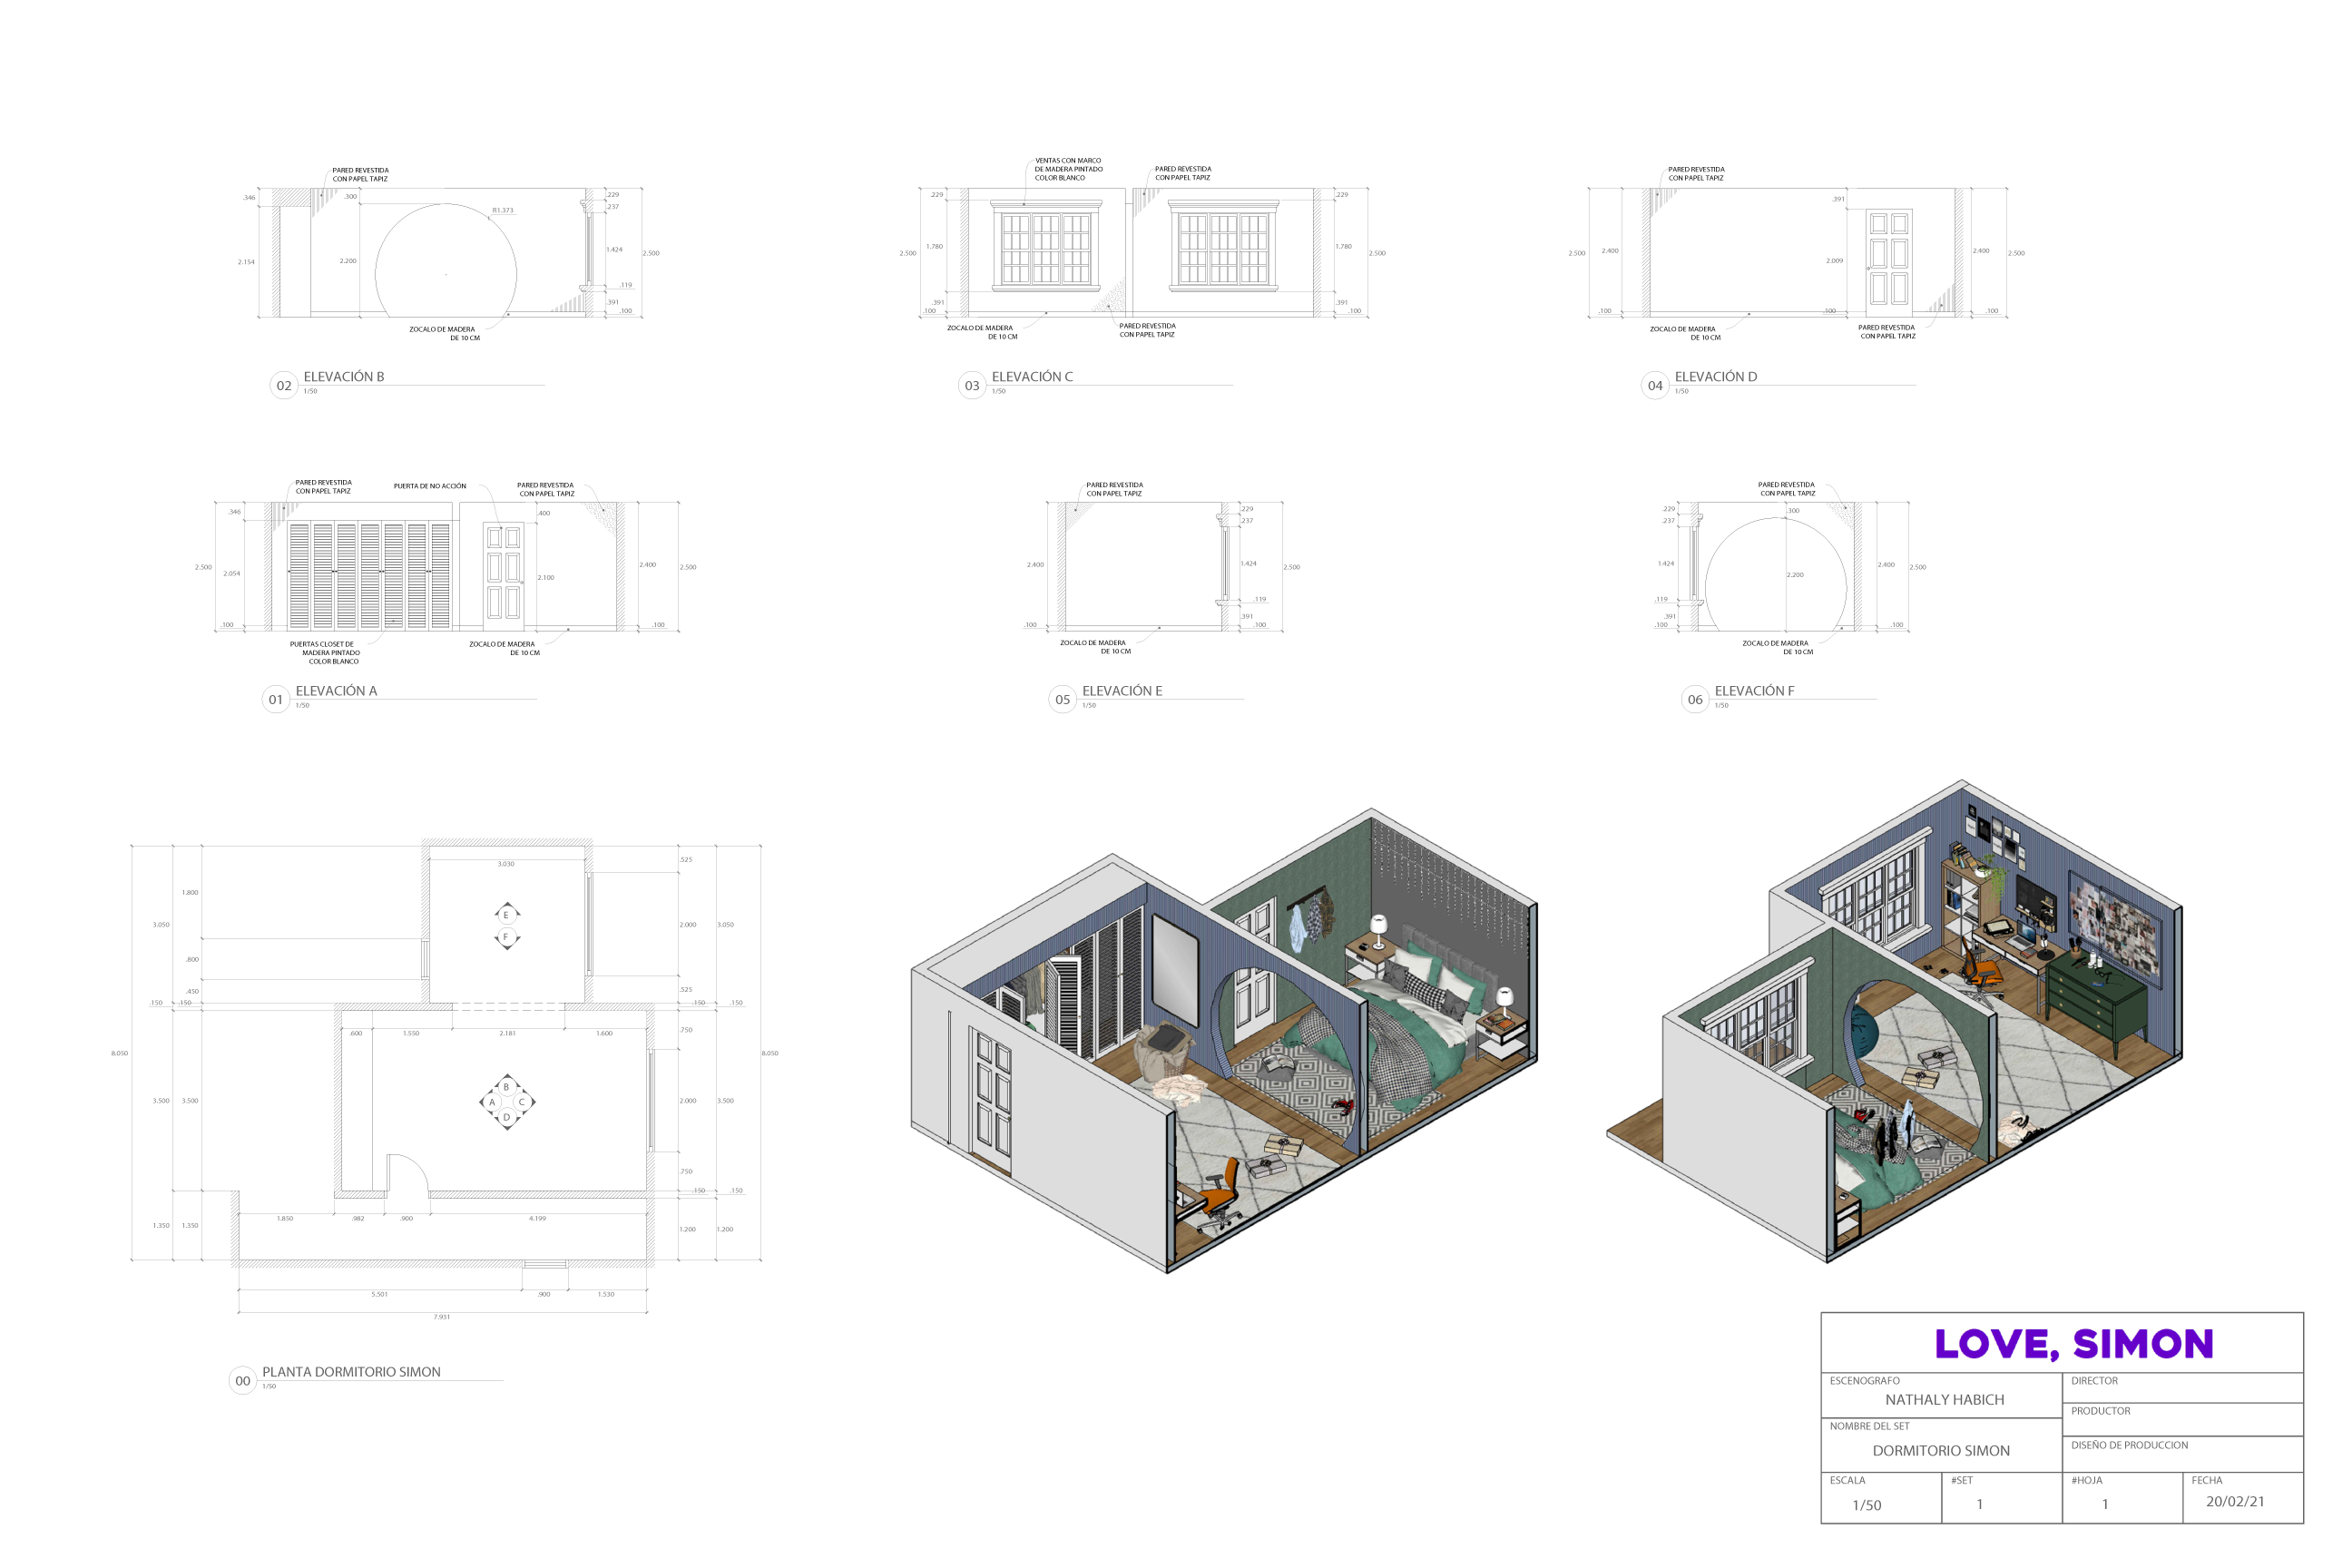 PARED REVESTIDA
CON PAPEL TAPIZ
.346
.300
R1.373
.229
.237
2.154
2.200
1.424
2.500
.119
.391
.100
ZOCALO DE MADERA
DE 10 CM
02
ELEVACIÓN B
1/50
VENTAS CON MARCO
DE MADERA PINTADO
COLOR BLANCO
PARED REVESTIDA
CON PAPEL TAPIZ
.229
.229
2.500
1.780
1.780
2.500
.391
.391
.100
.100
ZOCALO DE MADERA
DE 10 CM
PARED REVESTIDA
CON PAPEL TAPIZ
03
ELEVACIÓN C
1/50
PARED REVESTIDA
CON PAPEL TAPIZ
.391
2.500
2.400
2.009
2.400
2.500
.100
.100
.100
ZOCALO DE MADERA
DE 10 CM
PARED REVESTIDA
CON PAPEL TAPIZ
04
ELEVACIÓN D
1/50
PARED REVESTIDA
CON PAPEL TAPIZ
PUERTA DE NO ACCIÓN
PARED REVESTIDA
CON PAPEL TAPIZ
.346
.400
2.500
2.054
2.100
2.400
2.500
.100
.100
PUERTAS CLOSET DE
MADERA PINTADO
COLOR BLANCO
ZOCALO DE MADERA
DE 10 CM
01
ELEVACIÓN A
1/50
PARED REVESTIDA
CON PAPEL TAPIZ
.229
.237
2.400
1.424
2.500
.119
.391
.100
.100
ZOCALO DE MADERA
DE 10 CM
05
ELEVACIÓN E
1/50
PARED REVESTIDA
CON PAPEL TAPIZ
.229
.237
.300
1.424
2.200
2.400
2.500
.119
.391
.100
.100
ZOCALO DE MADERA
DE 10 CM
06
ELEVACIÓN F
1/50
3.030
.525
1.800
3.050
E
2.000
3.050
F
.800
.450
.525
.150
.150
.150
.150
.600
1.550
2.181
1.600
.750
8.050
8.050
B
3.500
3.500
A
C
2.000
3.500
D
.750
.150
.150
1.850
.982
.900
4.199
1.350
1.350
1.200
1.200
5.501
.900
1.530
7.931
00
PLANTA DORMITORIO SIMON
1/50
LOVE, SIMON
ESCENOGRAFO
NATHALY HABICH
DIRECTOR
PRODUCTOR
NOMBRE DEL SET
DORMITORIO SIMON
DISEÑO DE PRODUCCION
ESCALA
1/50
#SET
1
#HOJA
1
FECHA
20/02/21